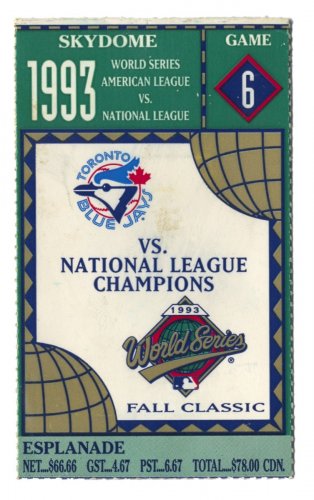 SKYDOME
1993
WORLD SERIES
AMERICAN LEAGUE
VS.
NATIONAL LEAGUE
GAME
6
TORONTO
BLUE JAYS
VS.
NATIONAL LEAGUE
CHAMPIONS
1993
World Series
®
FALL CLASSIC
ESPLANADE
NET...$66.66 GST..4.67 PST...6.67 TOTAL...$78.00 CDN.